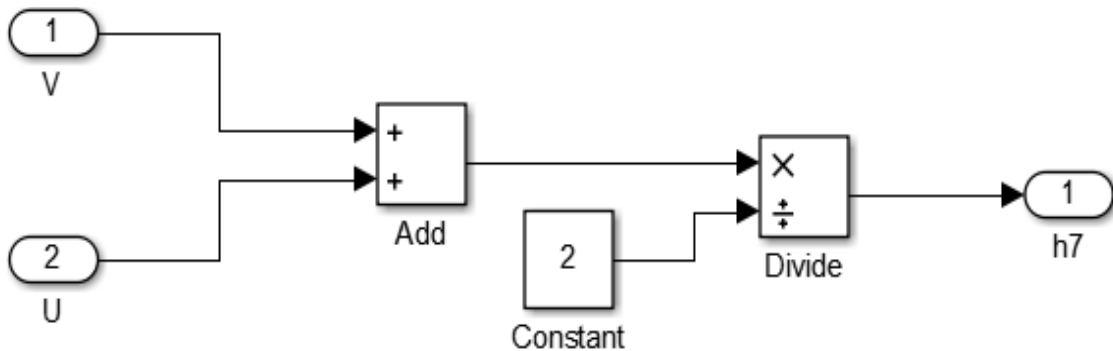 1
V
+
+
Add
2
U
2
Constant
×
÷
Divide
1
h7